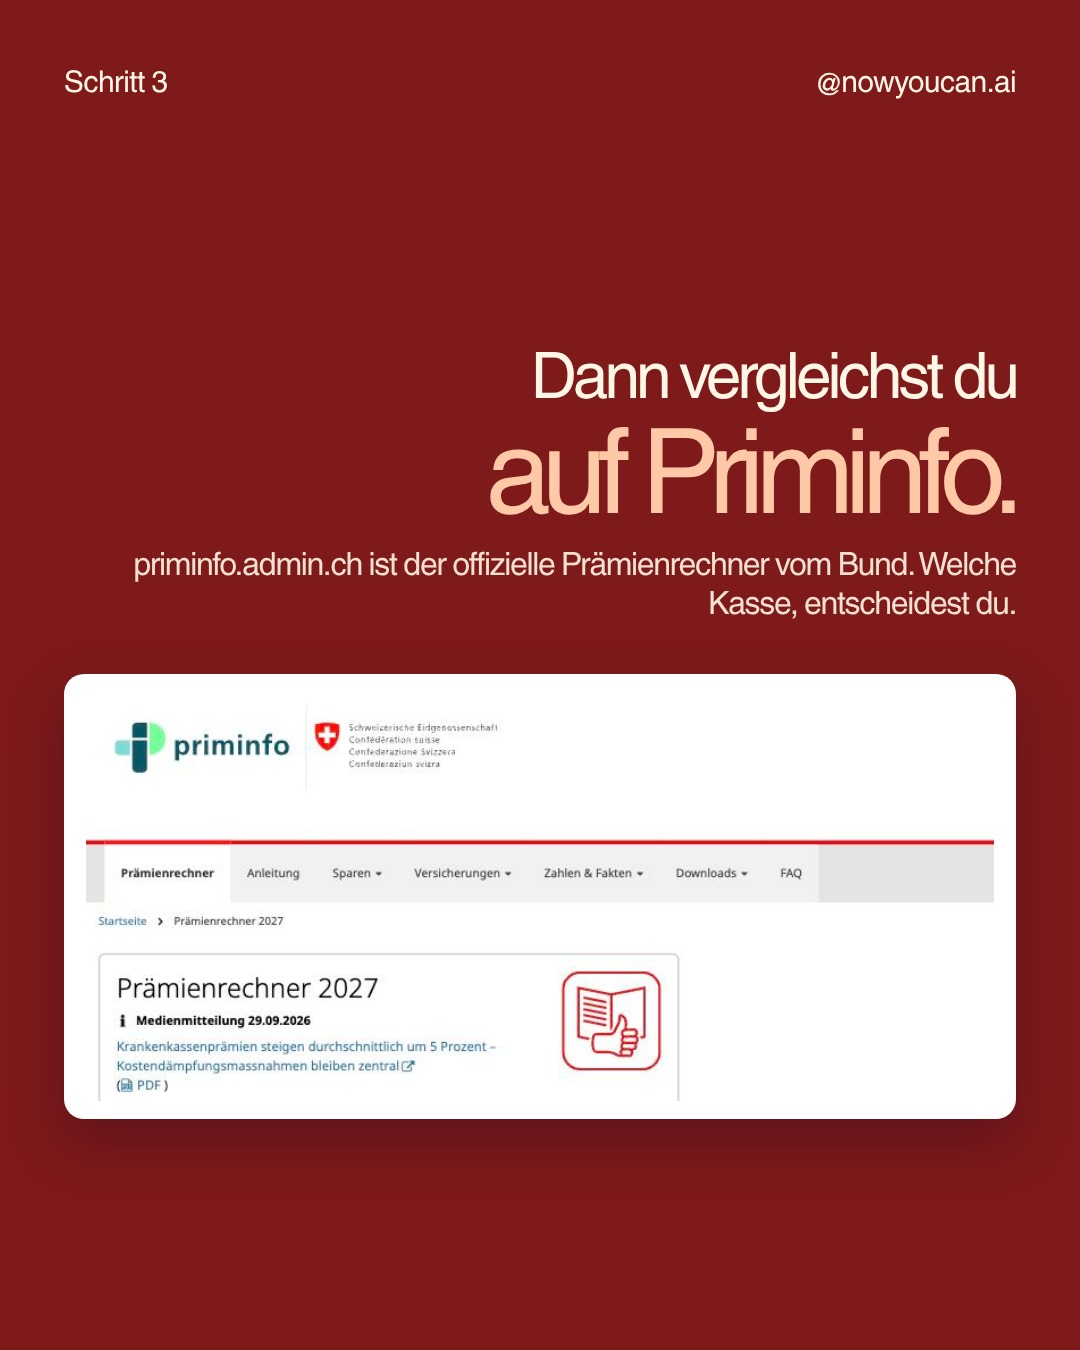 Schritt 3
@nowyoucan.ai
Dann vergleichst du
auf Priminfo.
priminfo.admin.ch ist der offizielle Prämienrechner vom Bund. Welche
Kasse, entscheidest du.
priminfo
Schweizerische Eidgenossenschaft
Confédération suisse
Confederazione Svizzera
Confederaziun svizra
Prämienrechner
Anleitung
Sparen
Versicherungen
Zahlen & Fakten
Downloads
FAQ
Startseite > Prämienrechner 2027
Prämienrechner 2027
Medienmitteilung 29.09.2026
Krankenkassenprämien steigen durchschnittlich um 5 Prozent –
Kostendämpfungsmassnahmen bleiben zentral
(PDF )